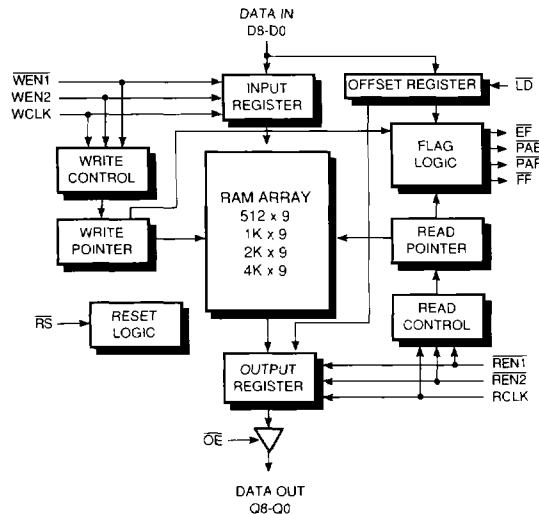 DATA IN
D8-D0
WEN1
WEN2
WCLK
INPUT
REGISTER
OFFSET REGISTER
LD
WRITE
CONTROL
FLAG
LOGIC
EF
PAE
PAF
FF
WRITE
POINTER
RAM ARRAY
512 x 9
1K x 9
2K x 9
4K x 9
READ
POINTER
RS
RESET
LOGIC
READ
CONTROL
OUTPUT
REGISTER
REN1
REN2
RCLK
OE
DATA OUT
Q8-Q0